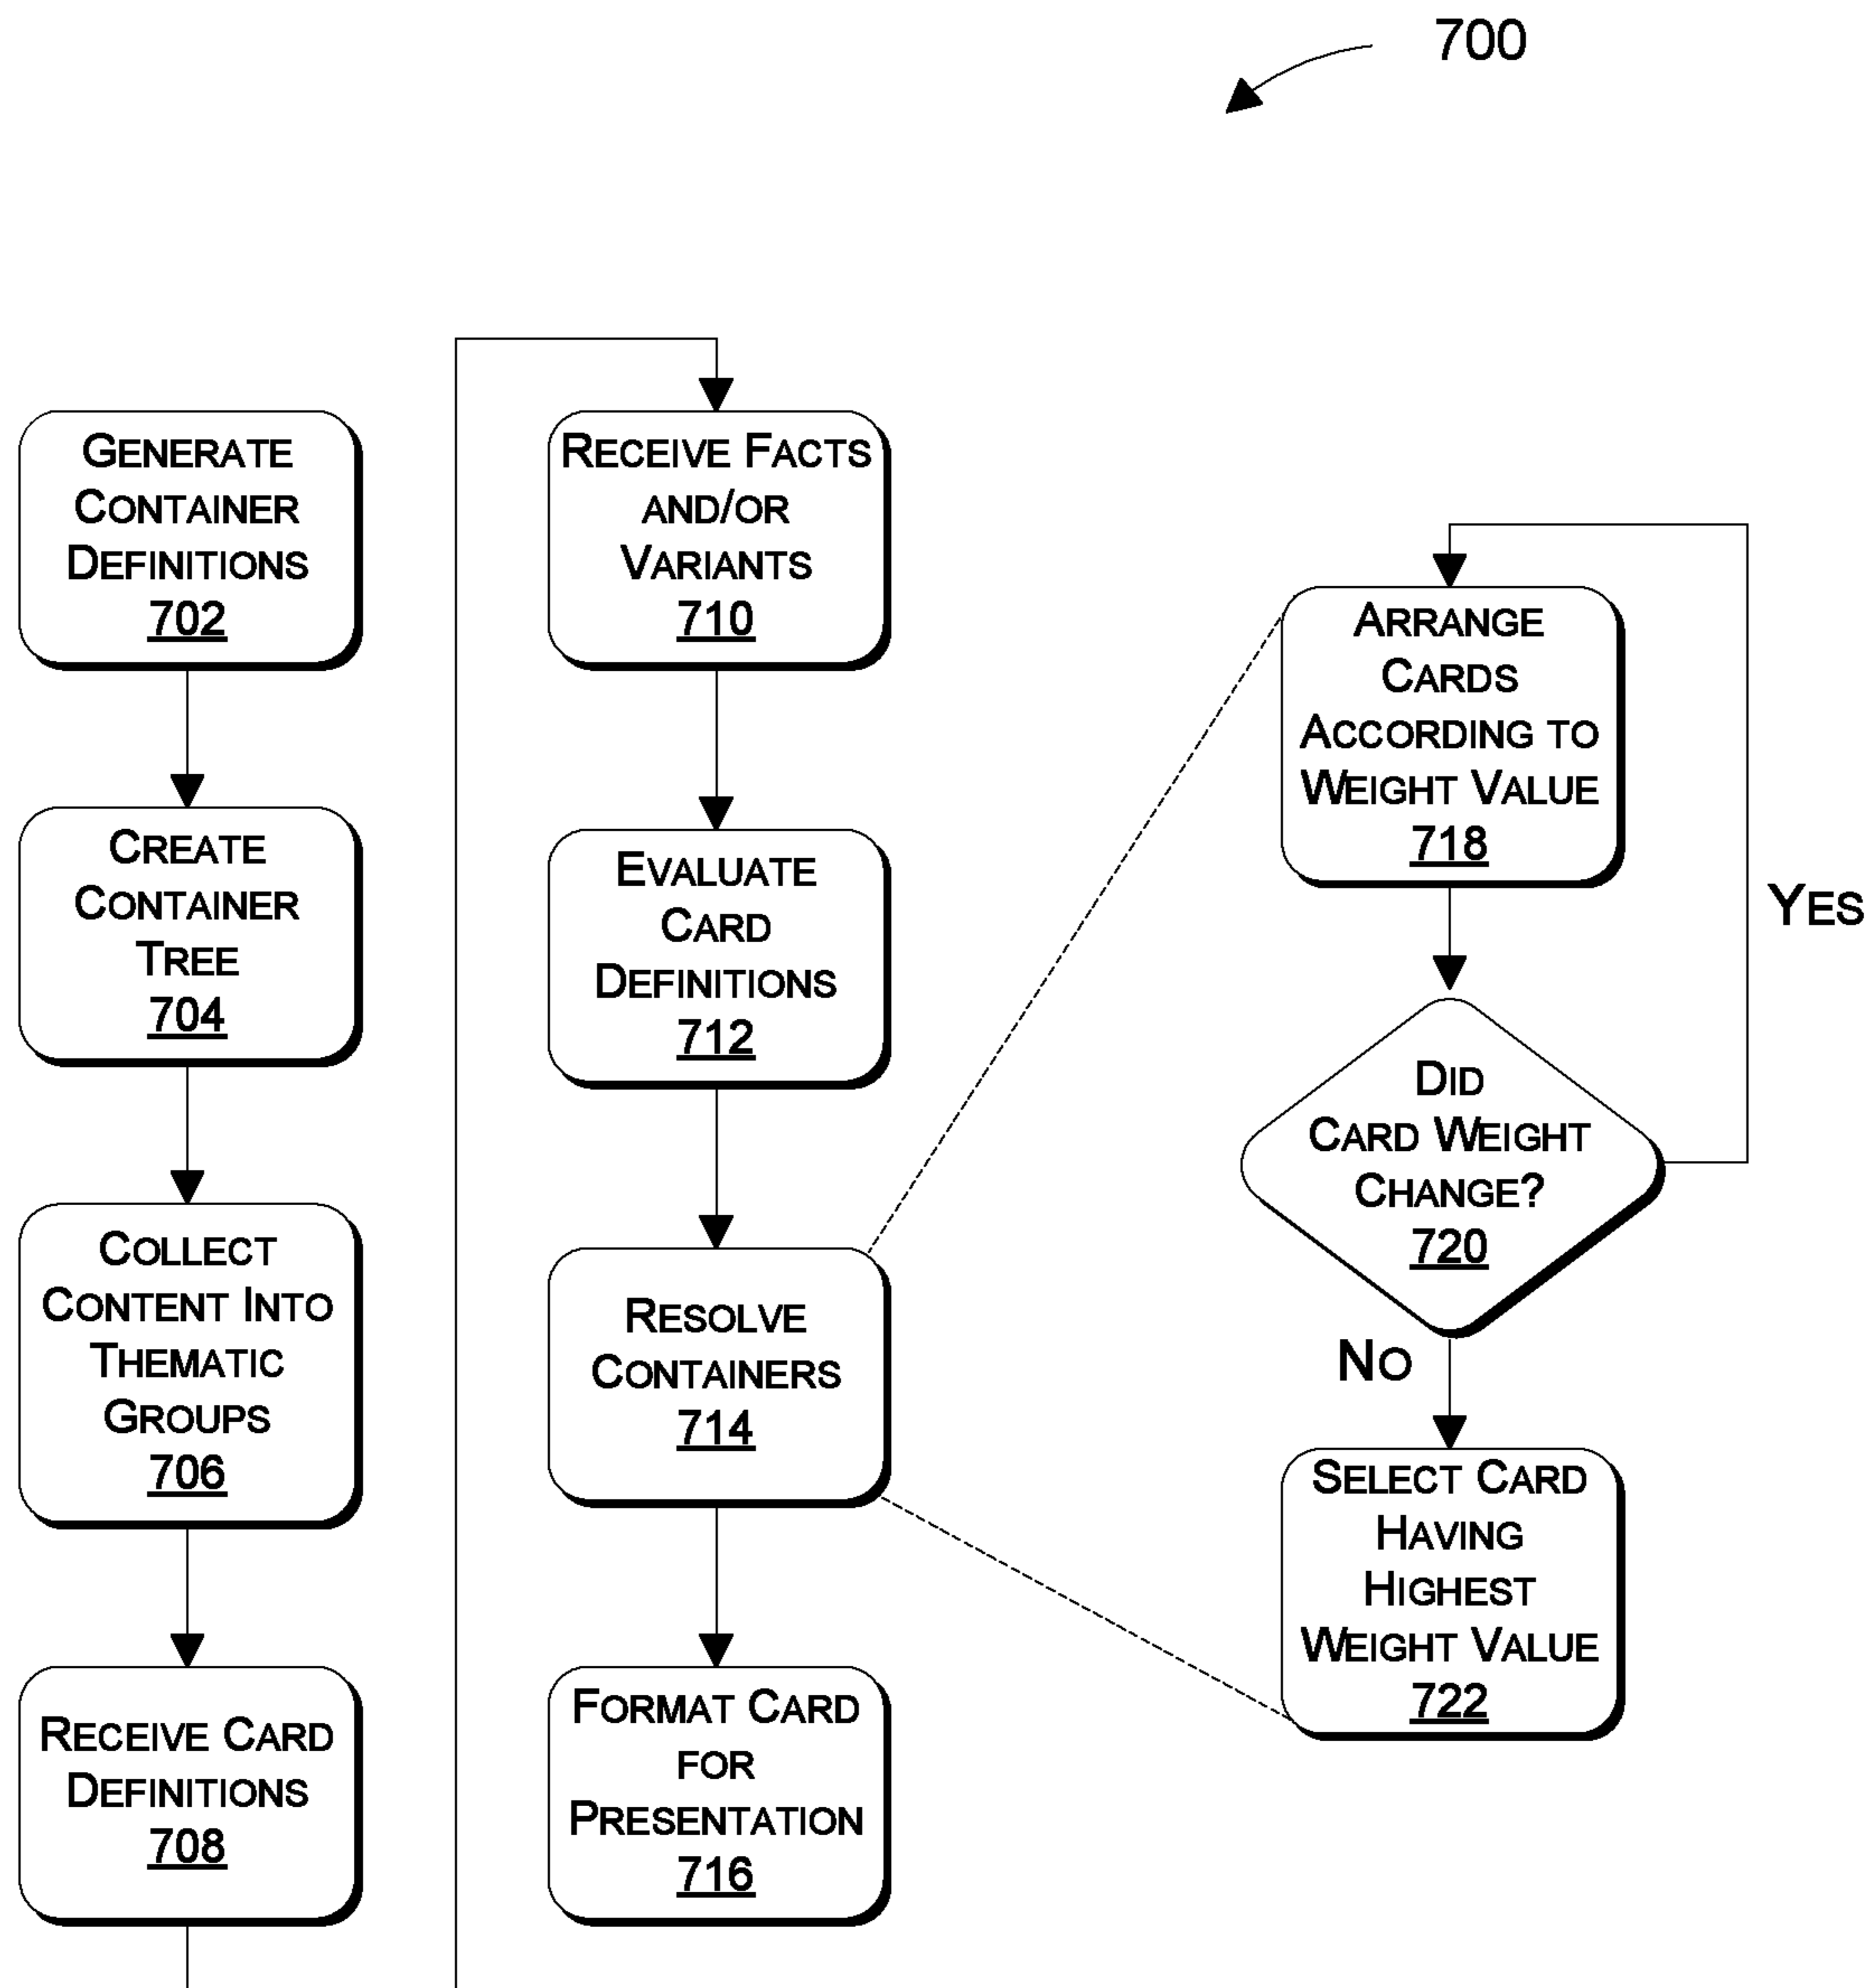 700
GENERATE
CONTAINER
DEFINITIONS
702
CREATE
CONTAINER
TREE
704
COLLECT
CONTENT INTO
THEMATIC
GROUPS
706
RECEIVE CARD
DEFINITIONS
708
RECEIVE FACTS
AND/OR
VARIANTS
710
EVALUATE
CARD
DEFINITIONS
712
RESOLVE
CONTAINERS
714
FORMAT CARD
FOR
PRESENTATION
716
ARRANGE
CARDS
ACCORDING TO
WEIGHT VALUE
718
YES
DID
CARD WEIGHT
CHANGE?
720
NO
SELECT CARD
HAVING
HIGHEST
WEIGHT VALUE
722